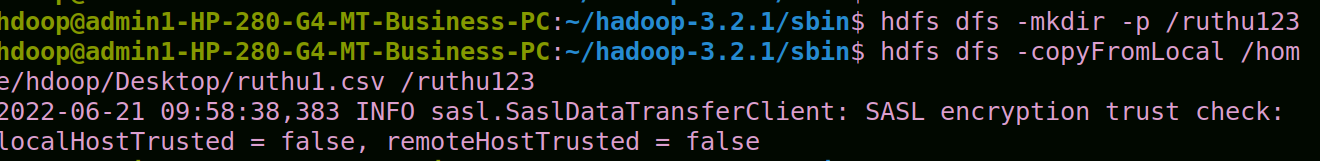 hdoop@admin1-HP-280-G4-MT-Business-PC:~/hadoop-3.2.1/sbin$ hdfs dfs -mkdir -p /ruthu123
hdoop@admin1-HP-280-G4-MT-Business-PC:~/hadoop-3.2.1/sbin$ hdfs dfs -copyFromLocal /hom
e/hdoop/Desktop/ruthu1.csv /ruthu123
2022-06-21 09:58:38,383 INFO sasl.SaslDataTransferClient: SASL encryption trust check:
localHostTrusted = false, remoteHostTrusted = false